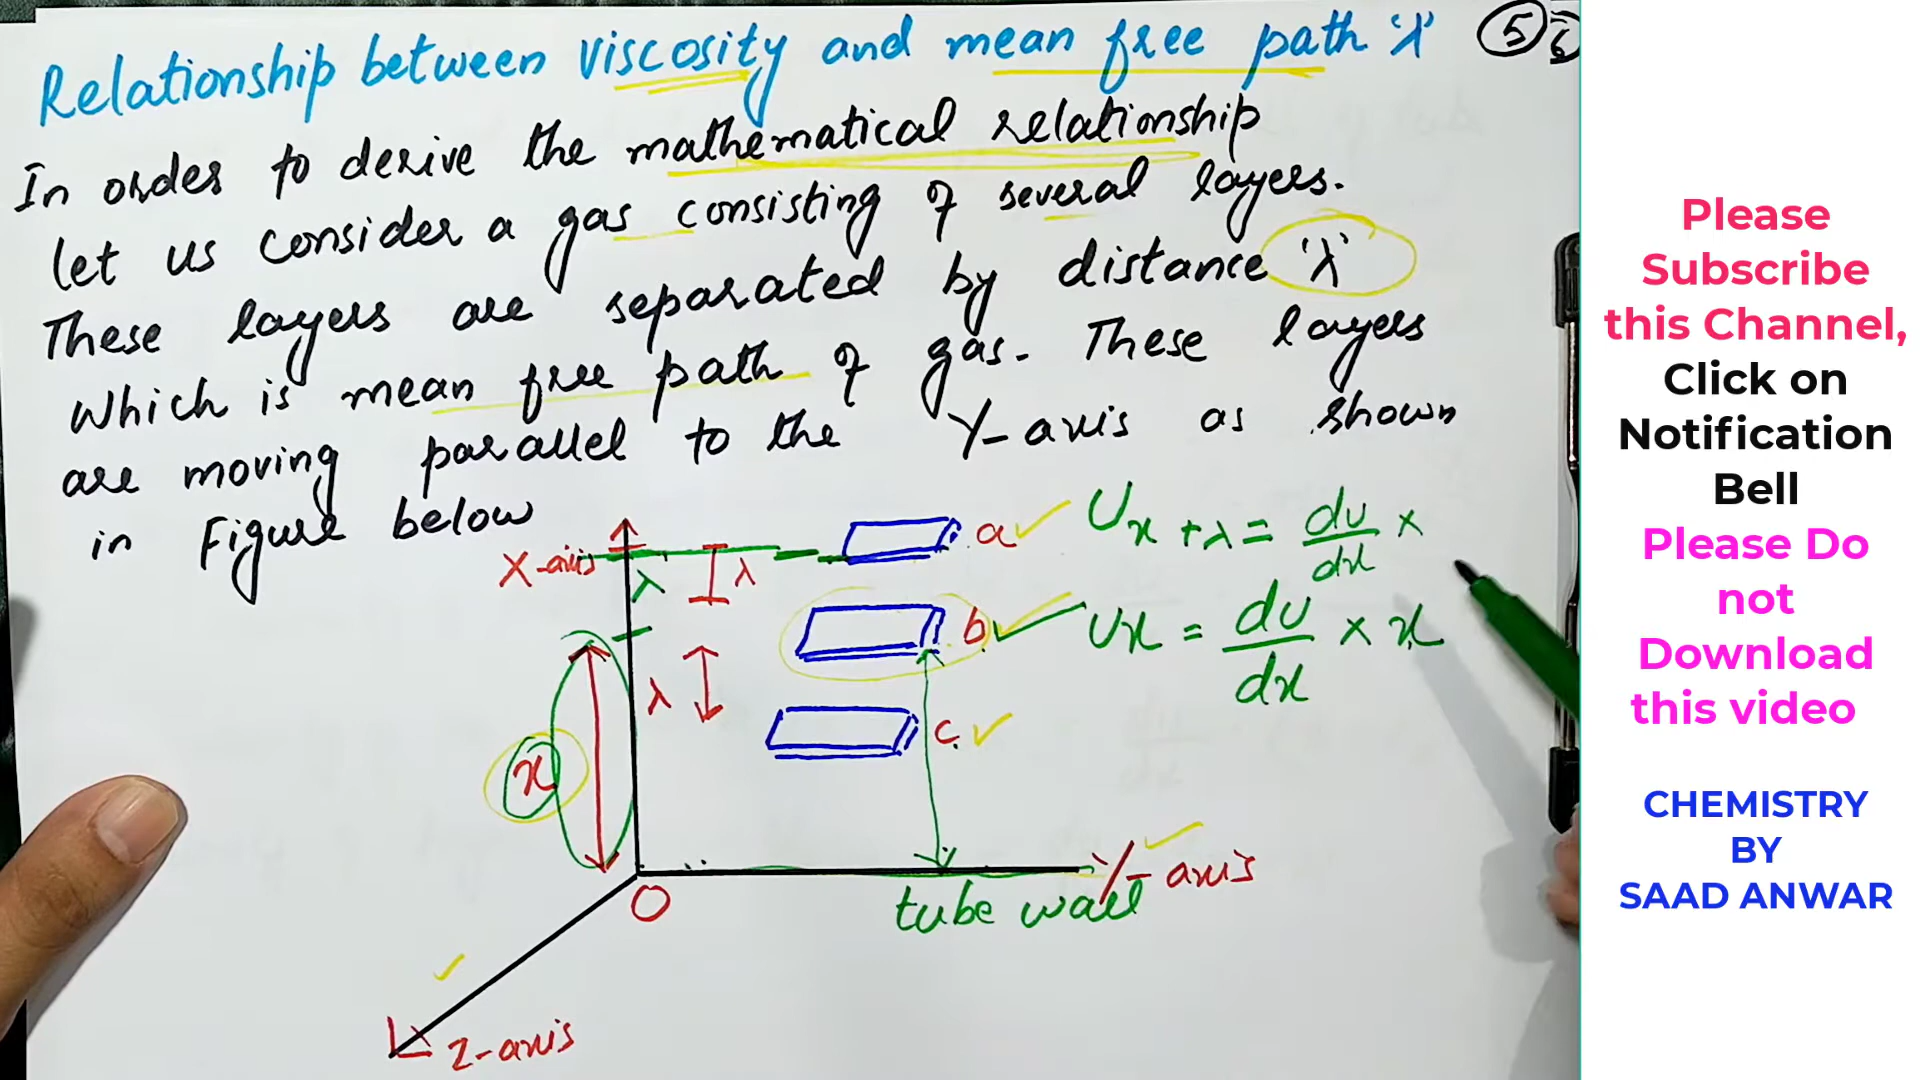 Relationship between viscosity and mean free path 'λ' 5 6
In order to derive the mathematical relationship
let us consider a gas consisting of several layers.
These layers are separated by distance 'λ'
Which is mean free path of gas. These layers
are moving parallel to the Y-axis as shown
in Figure below
X-axis
λ
λ
a
Ux+λ = du/dx ×
b
Ux = du/dx × x
λ
c.
x
O
Y-axis
tube wall
Z-axis
Please
Subscribe
this Channel,
Click on
Notification
Bell
Please Do
not
Download
this video
CHEMISTRY
BY
SAAD ANWAR